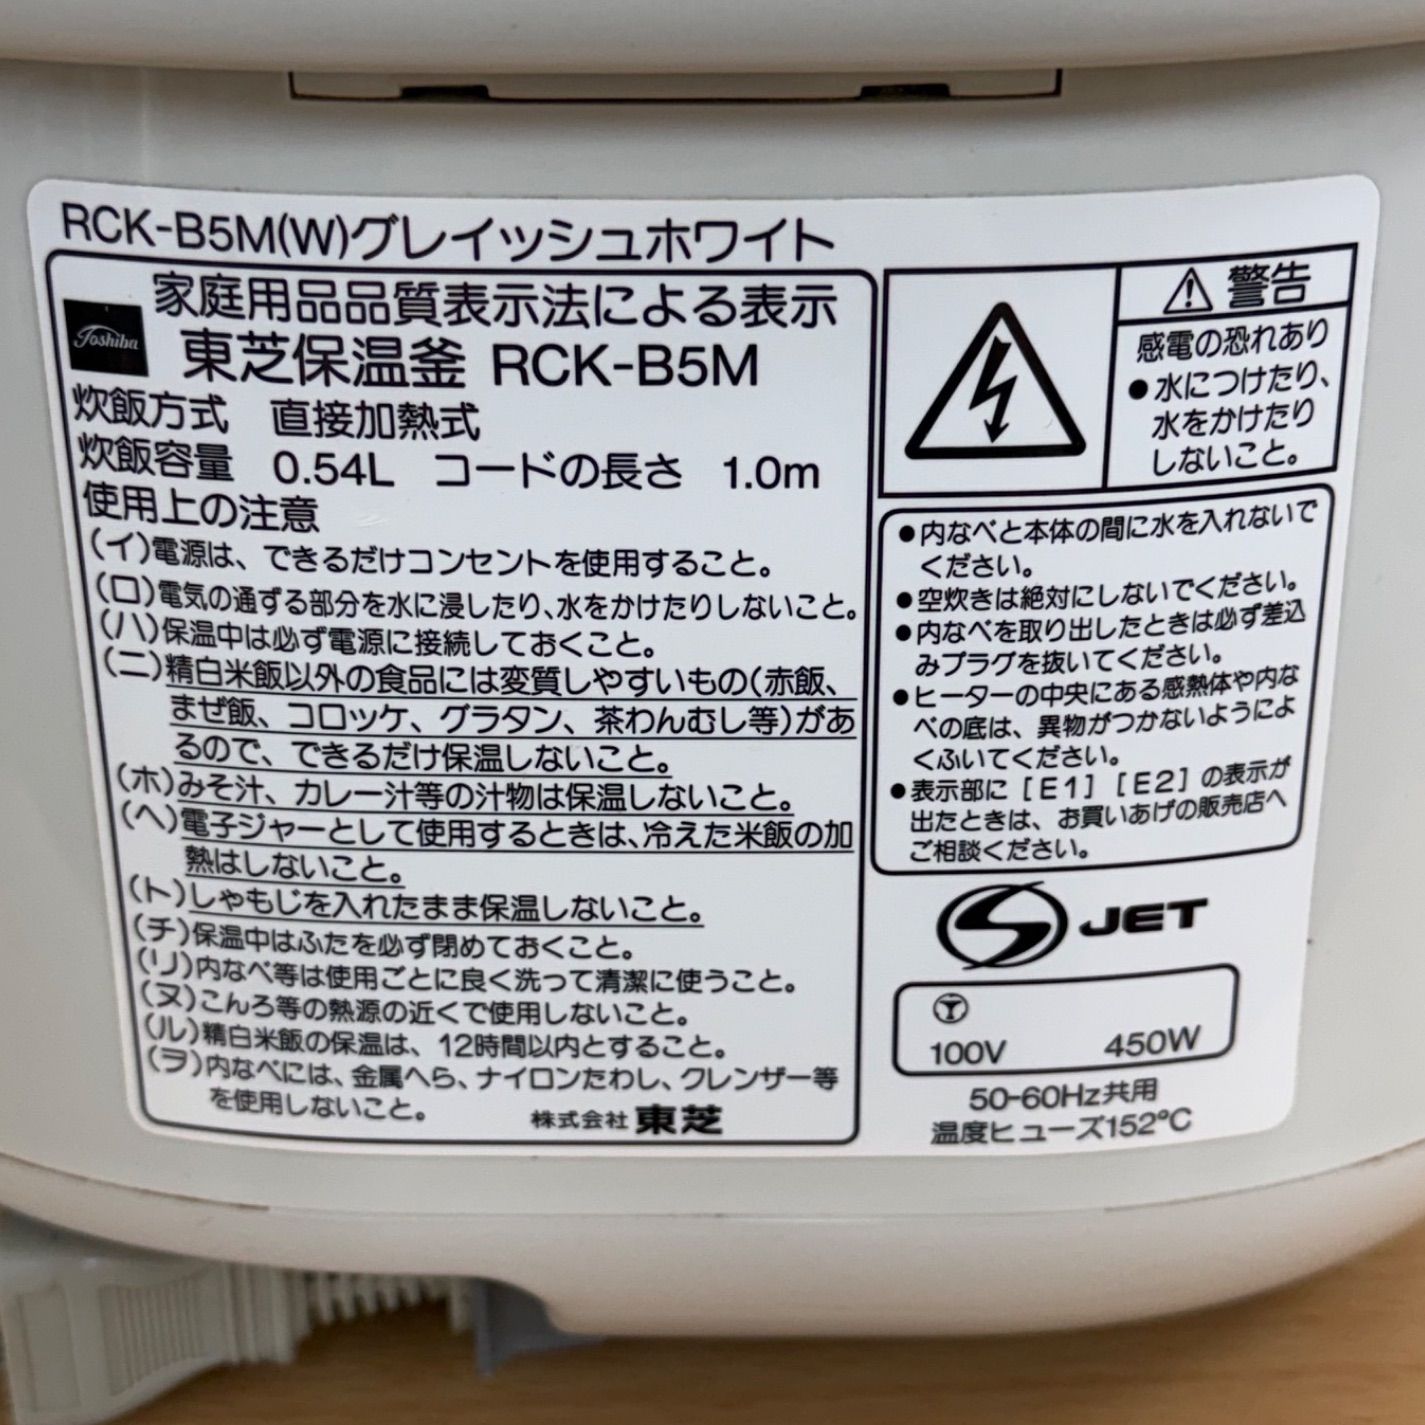 RCK-B5M(W)グレイッシュホワイト
Toshiba
家庭用品品質表示法による表示
東芝保温釜 RCK-B5M
炊飯方式 直接加熱式
炊飯容量 0.54L コードの長さ 1.0m
使用上の注意
(イ)電源は、できるだけコンセントを使用すること。
(ロ)電気の通ずる部分を水に浸したり、水をかけたりしないこと。
(ハ)保温中は必ず電源に接続しておくこと。
(ニ)精白米飯以外の食品には変質しやすいもの(赤飯、
まぜ飯、コロッケ、グラタン、茶わんむし等)があ
るので、できるだけ保温しないこと。
(ホ)みそ汁、カレー汁等の汁物は保温しないこと。
(ヘ)電子ジャーとして使用するときは、冷えた米飯の加
熱はしないこと。
(ト)しゃもじを入れたまま保温しないこと。
(チ)保温中はふたを必ず閉めておくこと。
(リ)内なべ等は使用ごとに良く洗って清潔に使うこと。
(ヌ)こんろ等の熱源の近くで使用しないこと。
(ル)精白米飯の保温は、12時間以内とすること。
(ヲ)内なべには、金属へら、ナイロンたわし、クレンザー等
を使用しないこと。
株式会社 東芝
警告
感電の恐れあり
●水につけたり、
水をかけたり
しないこと。
●内なべと本体の間に水を入れないで
ください。
●空炊きは絶対にしないでください。
●内なべを取り出したときは必ず差込
みプラグを抜いてください。
●ヒーターの中央にある感熱体や内な
べの底は、異物がつかないようによ
くふいてください。
●表示部に[E1][E2]の表示が
出たときは、お買いあげの販売店へ
ご相談ください。
JET
100V 450W
50-60Hz共用
温度ヒューズ152℃